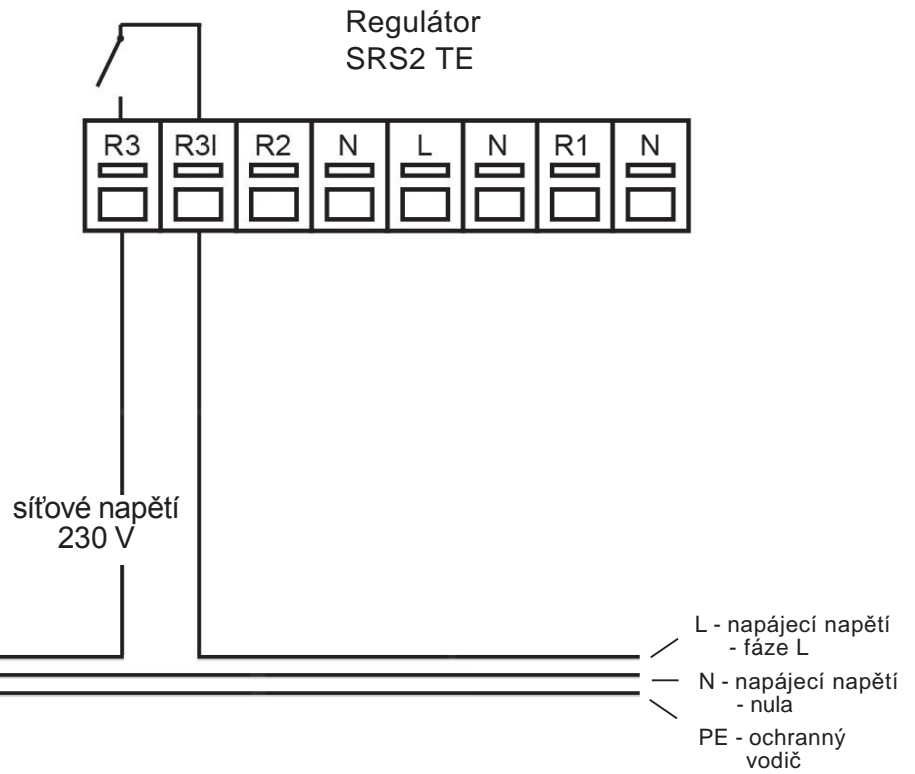 Regulátor
SRS2 TE
R3 R3I R2 N L N R1 N
síťové napětí
230 V
L - napájecí napětí
- fáze L
N - napájecí napětí
- nula
PE - ochranný
vodič